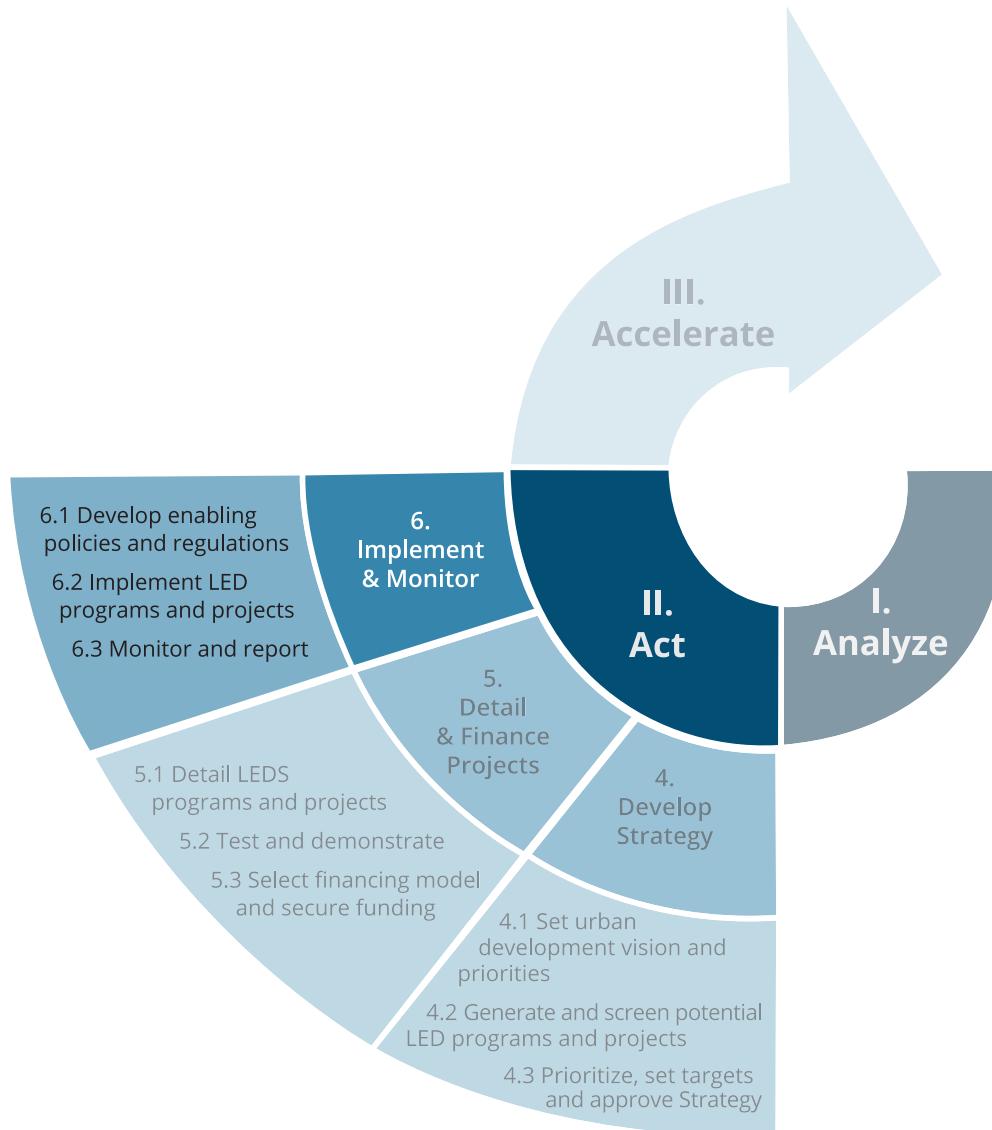 III.
Accelerate
II.
Act
I.
Analyze
6.
Implement
& Monitor
6.1 Develop enabling
policies and regulations
6.2 Implement LED
programs and projects
6.3 Monitor and report
5.
Detail
& Finance
Projects
5.1 Detail LEDS
programs and projects
5.2 Test and demonstrate
5.3 Select financing model
and secure funding
4.
Develop
Strategy
4.1 Set urban
development vision and
priorities
4.2 Generate and screen potential
LED programs and projects
4.3 Prioritize, set targets
and approve Strategy